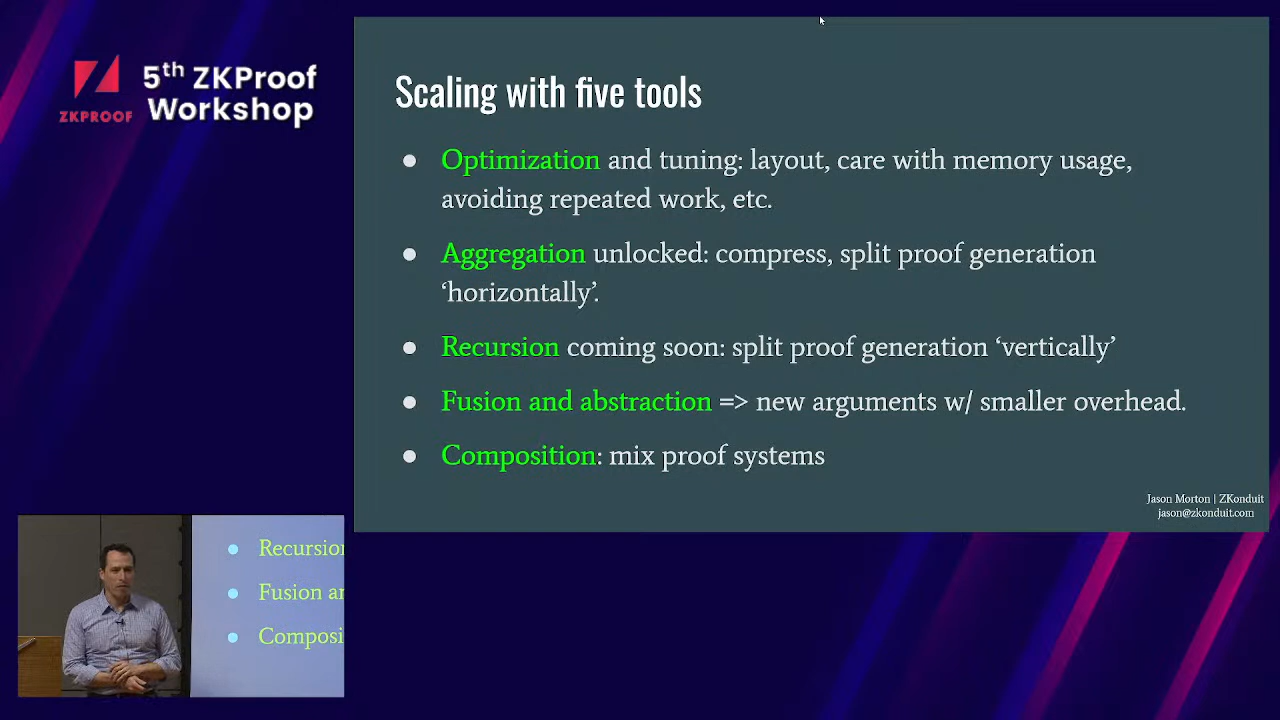 5th ZKProof
Workshop
ZKPROOF
Scaling with five tools
● Optimization and tuning: layout, care with memory usage,
avoiding repeated work, etc.
● Aggregation unlocked: compress, split proof generation
‘horizontally’.
● Recursion coming soon: split proof generation ‘vertically’
● Fusion and abstraction => new arguments w/ smaller overhead.
● Composition: mix proof systems
Jason Morton | ZKonduit
jason@zkonduit.com
● Recursion
● Fusion an
● Composi